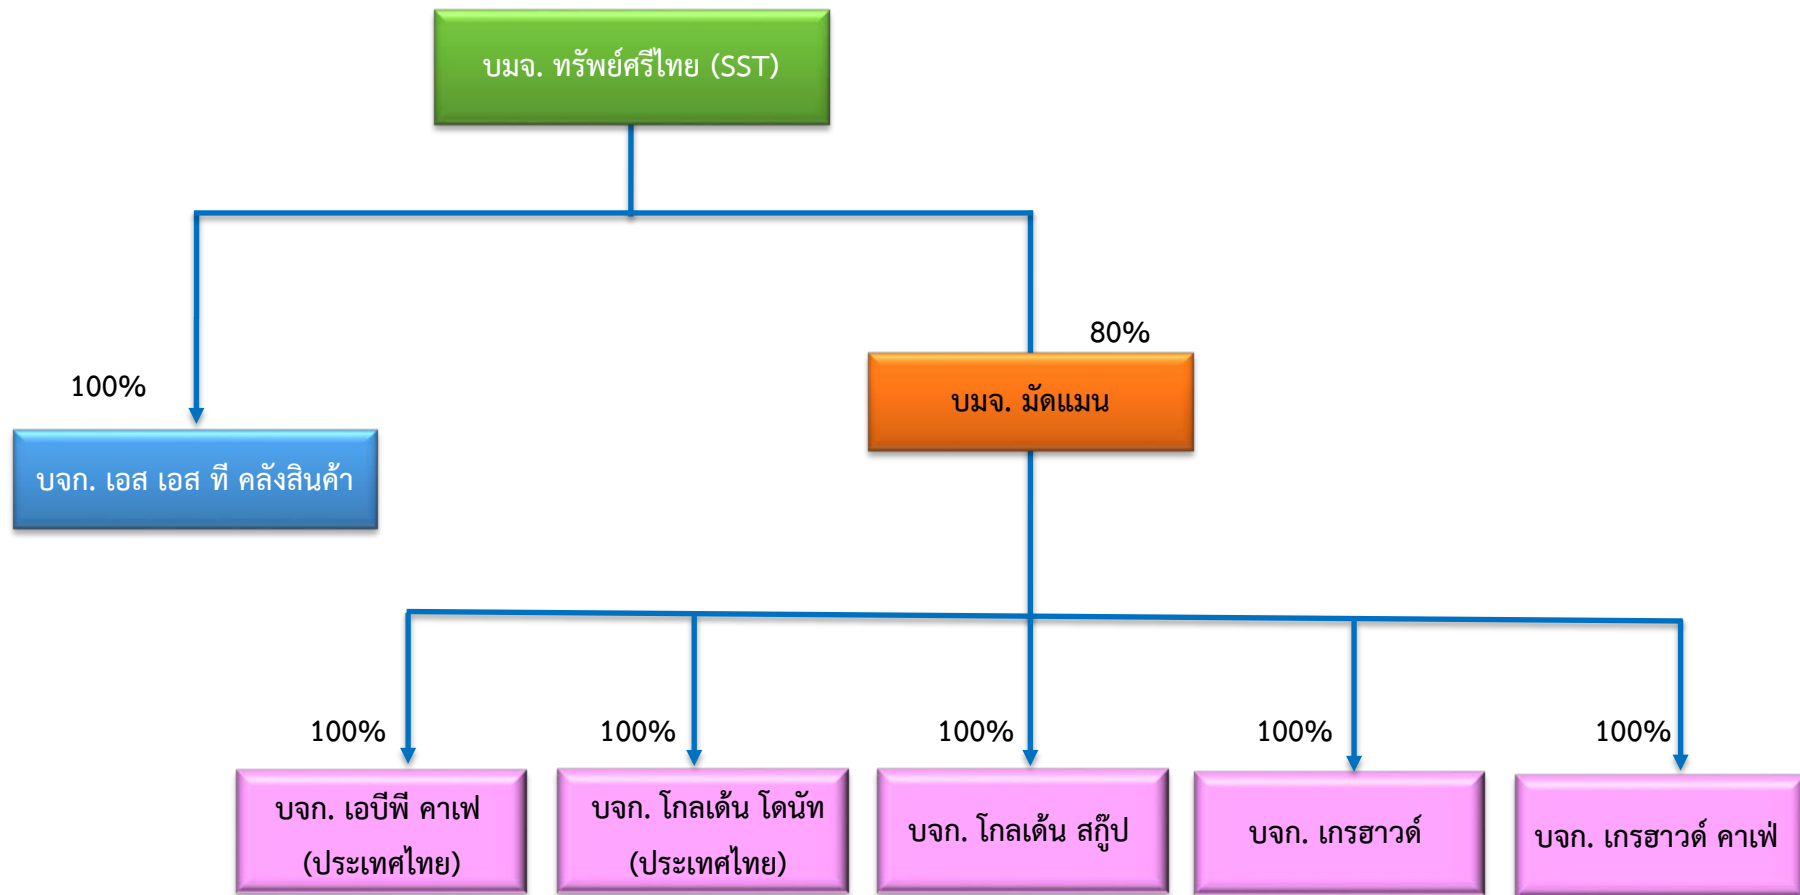 บมจ. ทรัพย์ศรีไทย (SST)
80%
100%
บมจ. มัดแมน
บจก. เอส เอส ที คลังสินค้า
100%
100%
100%
100%
100%
บจก. เอบีพี คาเฟ
(ประเทศไทย)
บจก. โกลเด้น โดนัท
(ประเทศไทย)
บจก. โกลเด้น สกู๊ป
บจก. เกรฮาวด์
บจก. เกรฮาวด์ คาเฟ่